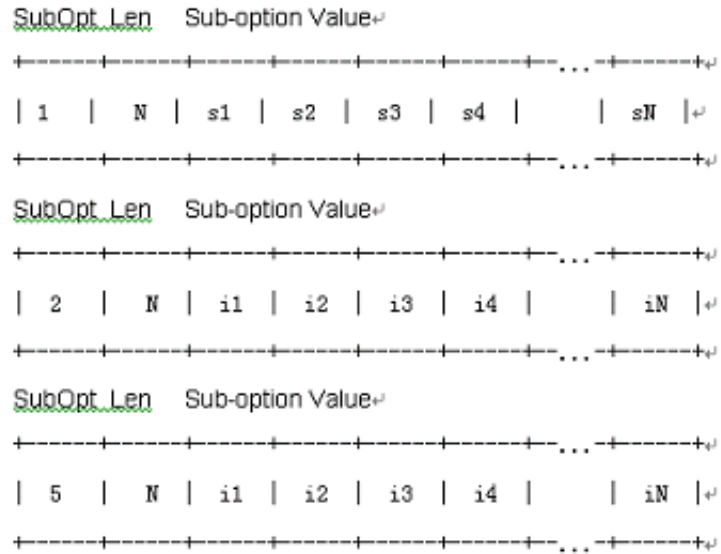 SubOpt Len Sub-option Value↵
+------+------+------+------+------+------+--...-+------+↵
| 1 | N | s1 | s2 | s3 | s4 | | sN |↵
+------+------+------+------+------+------+--...-+------+↵
SubOpt Len Sub-option Value↵
+------+------+------+------+------+------+--...-+------+↵
| 2 | N | i1 | i2 | i3 | i4 | | iN |↵
+------+------+------+------+------+------+--...-+------+↵
SubOpt Len Sub-option Value↵
+------+------+------+------+------+------+--...-+------+↵
| 5 | N | i1 | i2 | i3 | i4 | | iN |↵
+------+------+------+------+------+------+--...-+------+↵